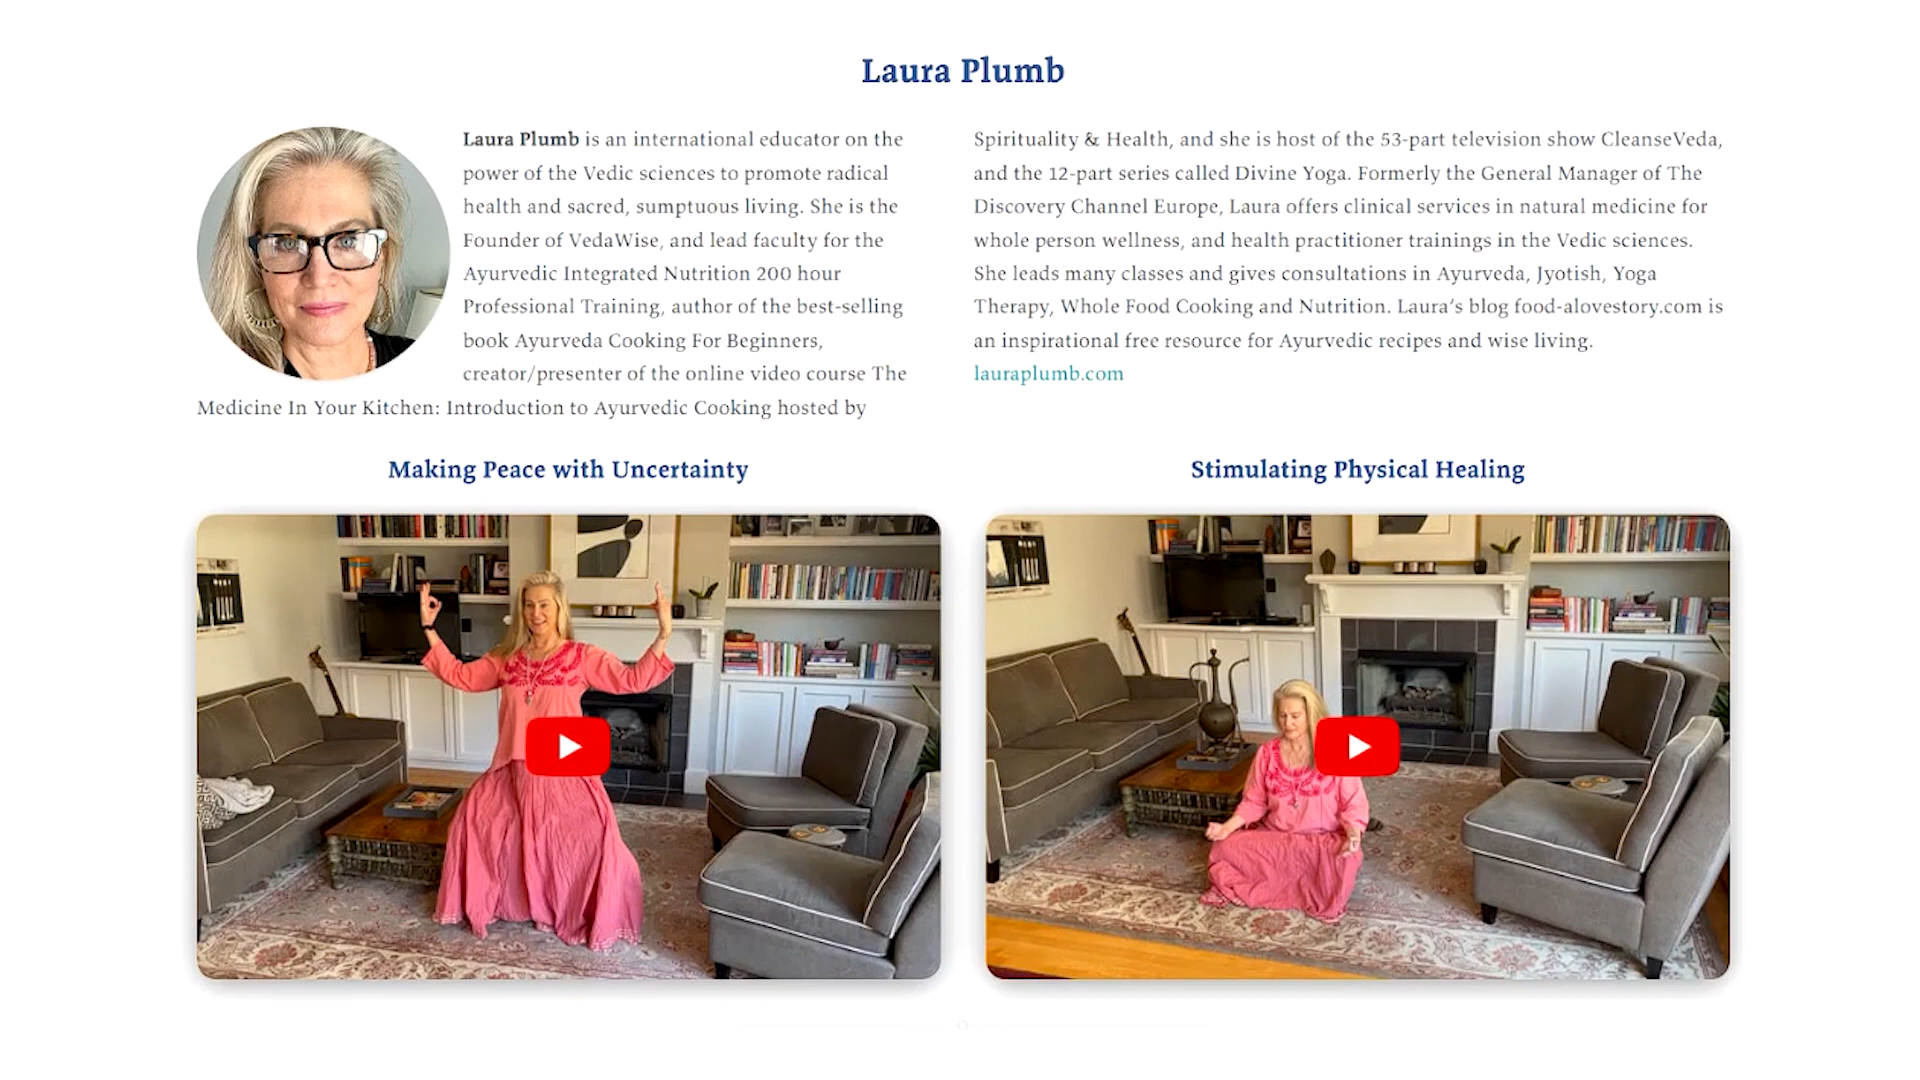 Laura Plumb
Laura Plumb is an international educator on the
power of the Vedic sciences to promote radical
health and sacred, sumptuous living. She is the
Founder of VedaWise, and lead faculty for the
Ayurvedic Integrated Nutrition 200 hour
Professional Training, author of the best-selling
book Ayurveda Cooking For Beginners,
creator/presenter of the online video course The
Medicine In Your Kitchen: Introduction to Ayurvedic Cooking hosted by
Spirituality & Health, and she is host of the 53-part television show CleanseVeda,
and the 12-part series called Divine Yoga. Formerly the General Manager of The
Discovery Channel Europe, Laura offers clinical services in natural medicine for
whole person wellness, and health practitioner trainings in the Vedic sciences.
She leads many classes and gives consultations in Ayurveda, Jyotish, Yoga
Therapy, Whole Food Cooking and Nutrition. Laura’s blog food-alovestory.com is
an inspirational free resource for Ayurvedic recipes and wise living.
lauraplumb.com
Making Peace with Uncertainty
Stimulating Physical Healing